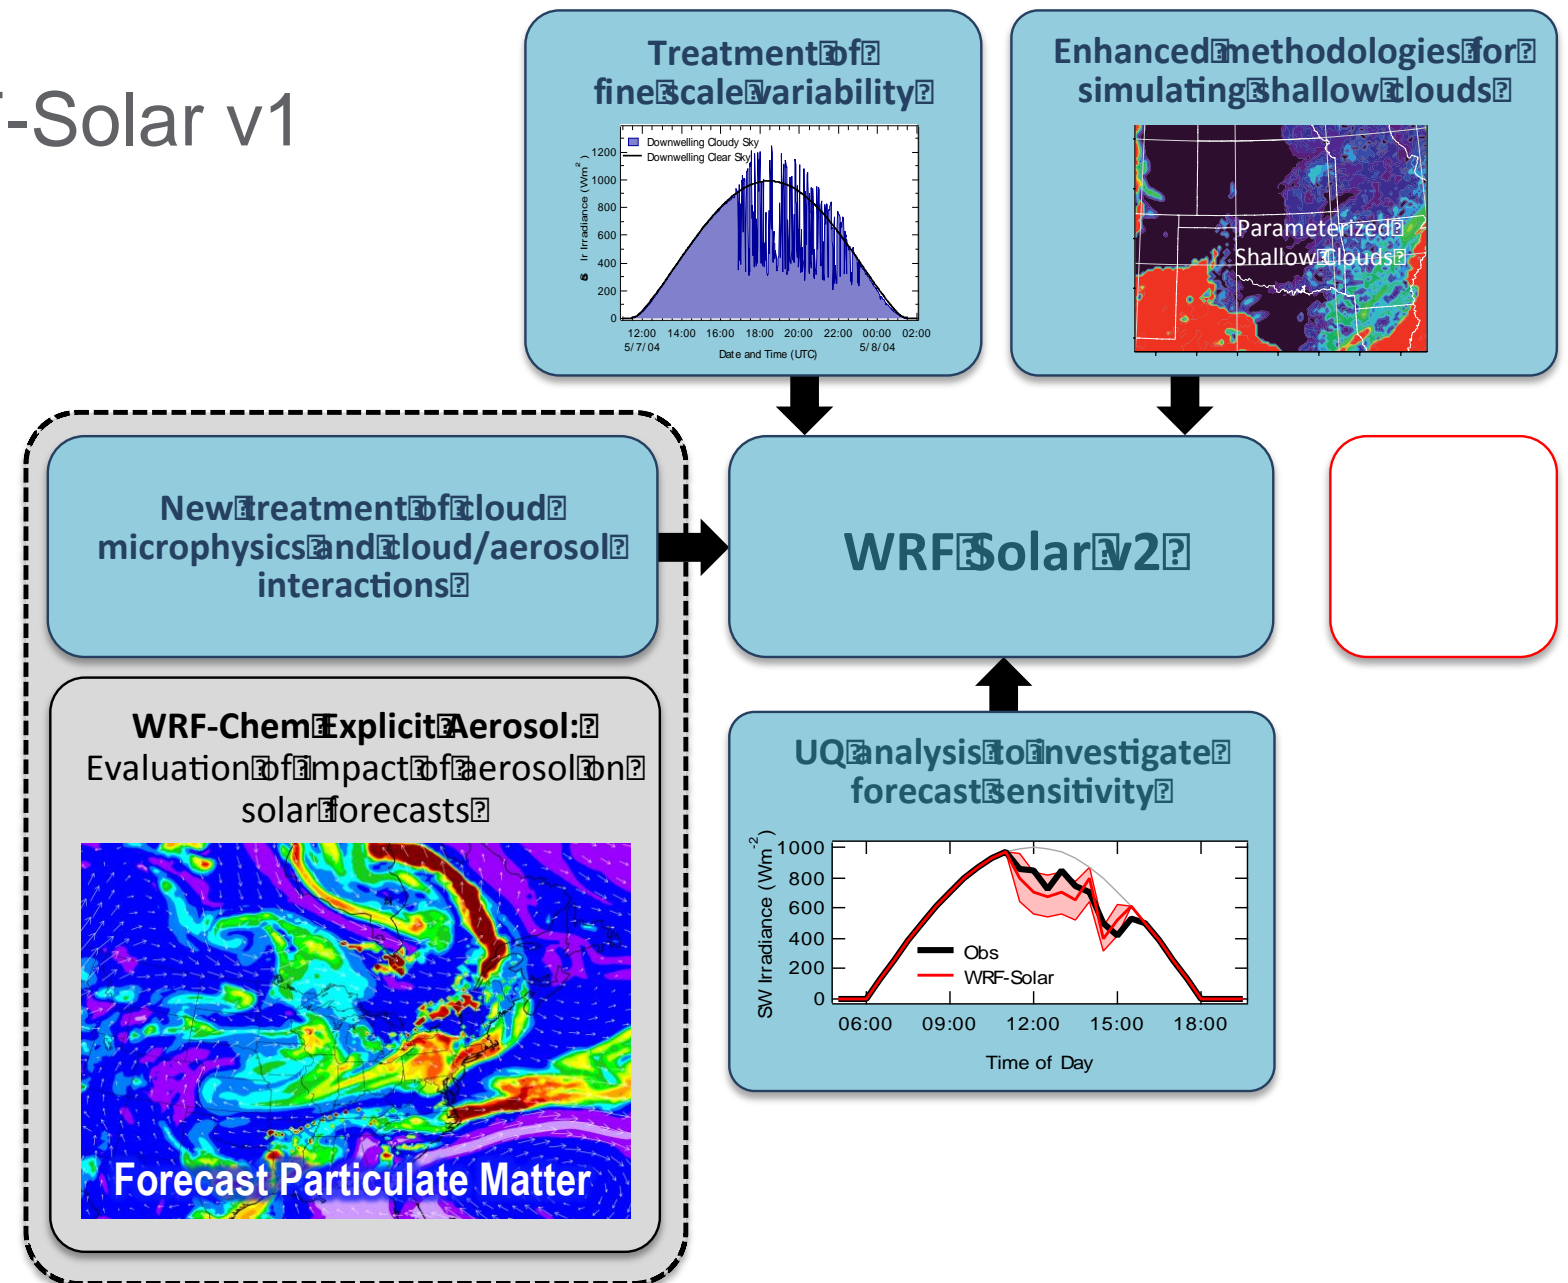 -Solar v1
Treatment of
fine scale variability
Downwelling Cloudy Sky
Downwelling Clear Sky
Ir Irradiance (Wm²)
1200
1000
800
600
400
200
0
12:00 14:00 16:00 18:00 20:00 22:00 00:00 02:00
5/7/04 5/8/04
Date and Time (UTC)
Enhanced methodologies for
simulating shallow clouds
Parameterized
Shallow Clouds
New treatment of cloud
microphysics and cloud/aerosol
interactions
WRF Solar v2
WRF-Chem Explicit Aerosol:
Evaluation of impact of aerosol on
solar forecasts
Forecast Particulate Matter
UQ analysis to investigate
forecast sensitivity
SW Irradiance (Wm-2)
1000
800
600
400
200
0
Obs
WRF-Solar
06:00 09:00 12:00 15:00 18:00
Time of Day